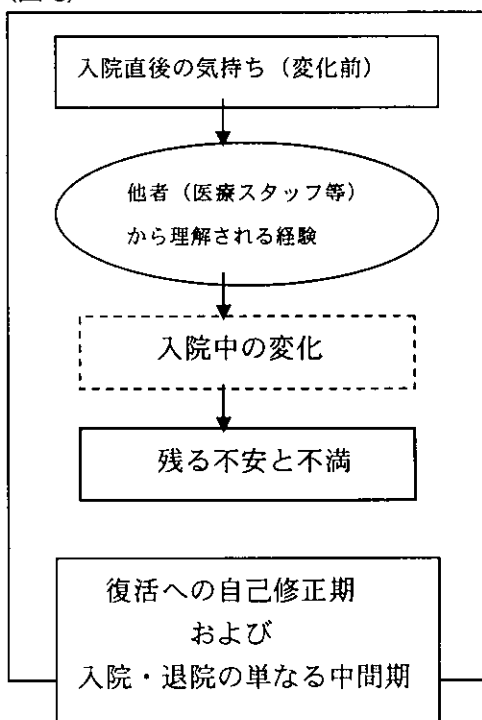 入院直後の気持ち（変化前）
他者（医療スタッフ等）
から理解される経験
入院中の変化
残る不安と不満
復活への自己修正期
および
入院・退院の単なる中間期